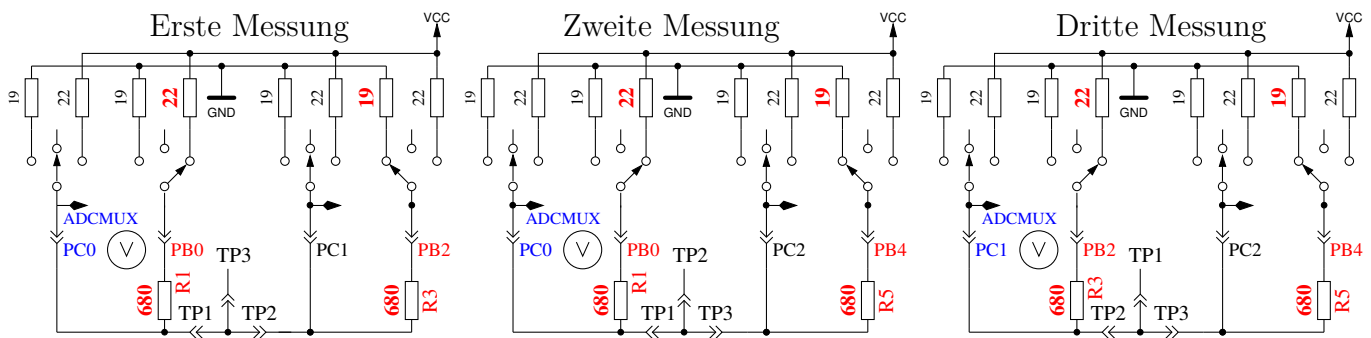 Erste Messung
VCC
19
22
19
22
GND
19
22
19
22
ADCMUX
PC0
V
PB0
TP3
PC1
PB2
680
R1
TP1
TP2
680
R3
Zweite Messung
VCC
19
22
19
22
GND
19
22
19
22
ADCMUX
PC0
V
PB0
TP2
PC2
PB4
680
R1
TP1
TP3
680
R5
Dritte Messung
VCC
19
22
19
22
GND
19
22
19
22
ADCMUX
PC1
V
PB2
TP1
PC2
PB4
680
R3
TP2
TP3
680
R5